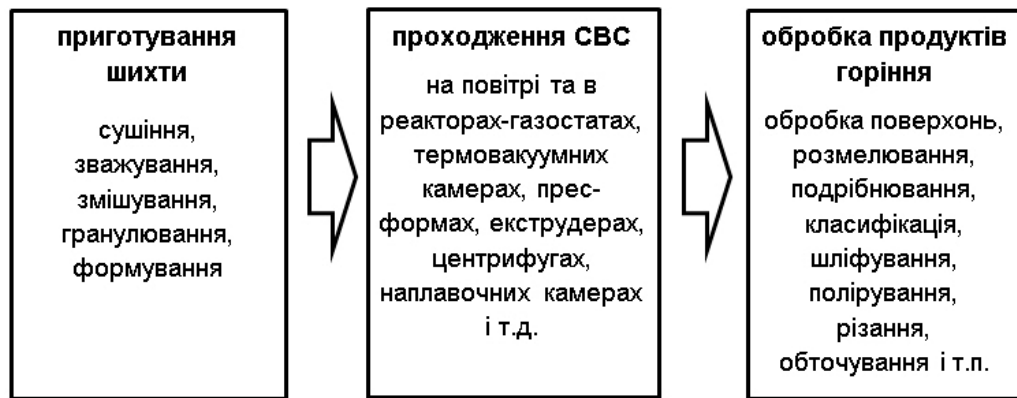 приготування
шихти
сушіння,
зважування,
змішування,
гранулювання,
формування
проходження СВС
на повітрі та в
реакторах-газостатах,
термовакуумних
камерах, прес-
формах, екструдерах,
центрифугах,
наплавочних камерах
і т.д.
обробка продуктів
горіння
обробка поверхонь,
розмелювання,
подрібнювання,
класифікація,
шліфування,
полірування,
різання,
обточування і т.п.